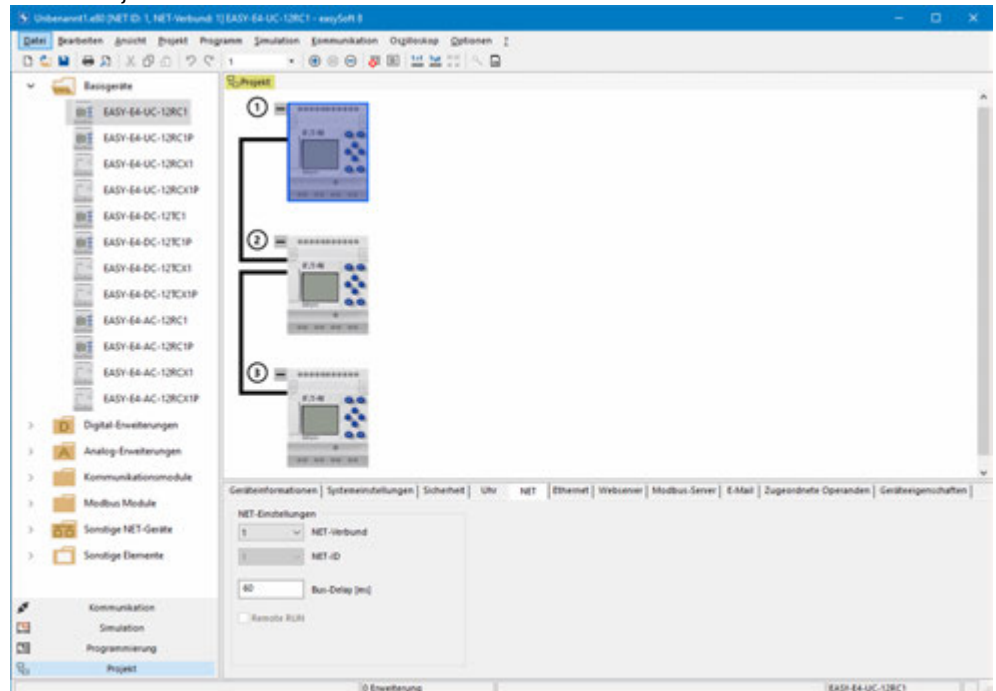 Unbenannt1.e80 [NET ID: 1, NET-Verbund: 1] EASY-E4-UC-12RC1 - easySoft 8
Datei Bearbeiten Ansicht Projekt Programm Simulation Kommunikation Oszilloskop Optionen ?
1
Basisgeräte
EASY-E4-UC-12RC1
EASY-E4-UC-12RC1P
EASY-E4-UC-12RCX1
EASY-E4-UC-12RCX1P
EASY-E4-DC-12TC1
EASY-E4-DC-12TC1P
EASY-E4-DC-12TCX1
EASY-E4-DC-12TCX1P
EASY-E4-AC-12RC1
EASY-E4-AC-12RC1P
EASY-E4-AC-12RCX1
EASY-E4-AC-12RCX1P
D Digital-Erweiterungen
A Analog-Erweiterungen
Kommunikationsmodule
Modbus Module
Sonstige NET-Geräte
Sonstige Elemente
Kommunikation
Simulation
Programmierung
Projekt
Projekt
1
2
3
Geräteinformationen Systemeinstellungen Sicherheit Uhr NET Ethernet Webserver Modbus-Server E-Mail Zugeordnete Operanden Geräteeigenschaften
NET-Einstellungen
1 NET-Verbund
1 NET-ID
60 Bus-Delay [ms]
Remote RUN
0 Erweiterung
EASY-E4-UC-12RC1